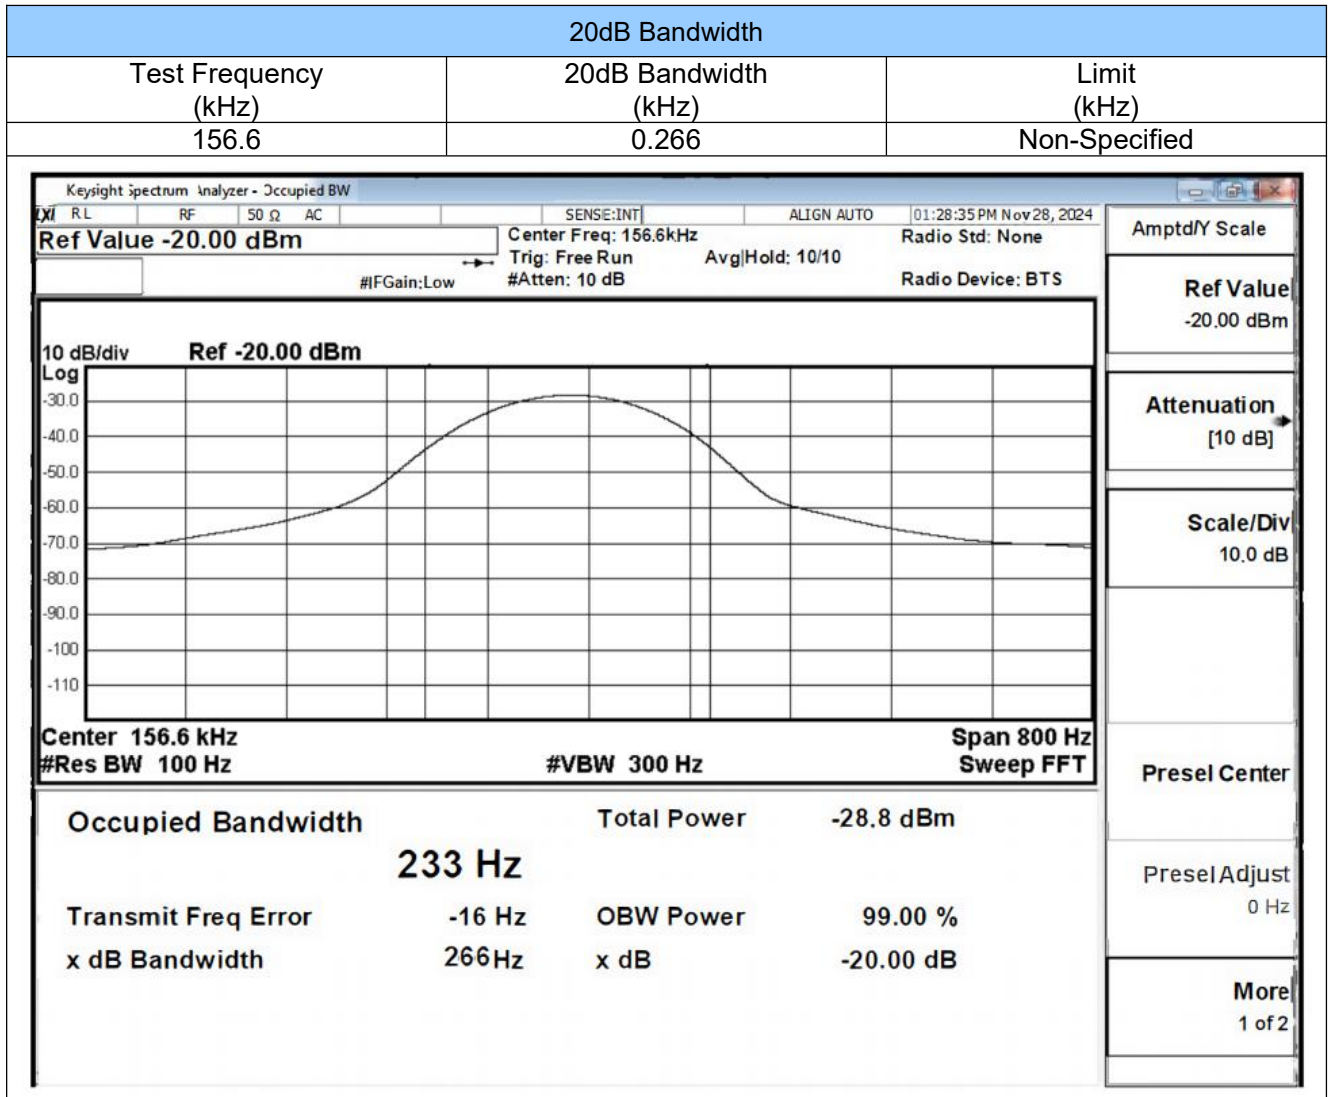 20dB Bandwidth
Test Frequency (kHz) 20dB Bandwidth (kHz) Limit (kHz)
156.6 0.266 Non-Specified
Keysight Spectrum Analyzer - Occupied BW
LXI RL RF 50 Ω AC SENSE:INT ALIGN AUTO 01:28:35 PM Nov 28, 2024
Ref Value -20.00 dBm
Center Freq: 156.6kHz
Radio Std: None
Trig: Free Run
Avg|Hold: 10/10
#IFGain:Low
#Atten: 10 dB
Radio Device: BTS
10 dB/div Ref -20.00 dBm
Log
-30.0
-40.0
-50.0
-60.0
-70.0
-80.0
-90.0
-100
-110
Center 156.6 kHz Span 800 Hz
#Res BW 100 Hz #VBW 300 Hz Sweep FFT
Occupied Bandwidth Total Power -28.8 dBm
233 Hz
Transmit Freq Error -16 Hz OBW Power 99.00 %
x dB Bandwidth 266Hz x dB -20.00 dB
Amptd/Y Scale
Ref Value
-20.00 dBm
Attenuation
[10 dB]
Scale/Div
10.0 dB
Presel Center
Presel Adjust
0 Hz
More
1 of 2